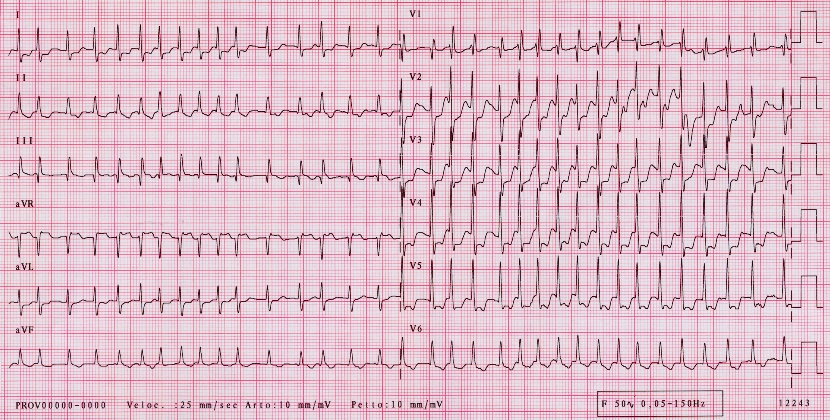 I
V1
II
V2
III
V3
aVR
V4
aVL
V5
aVF
V6
PROV00000-0000 Veloc. :25 mm/sec Arto:10 mm/mV Petto:10 mm/mV F 50∿ 0,05-150Hz 12243